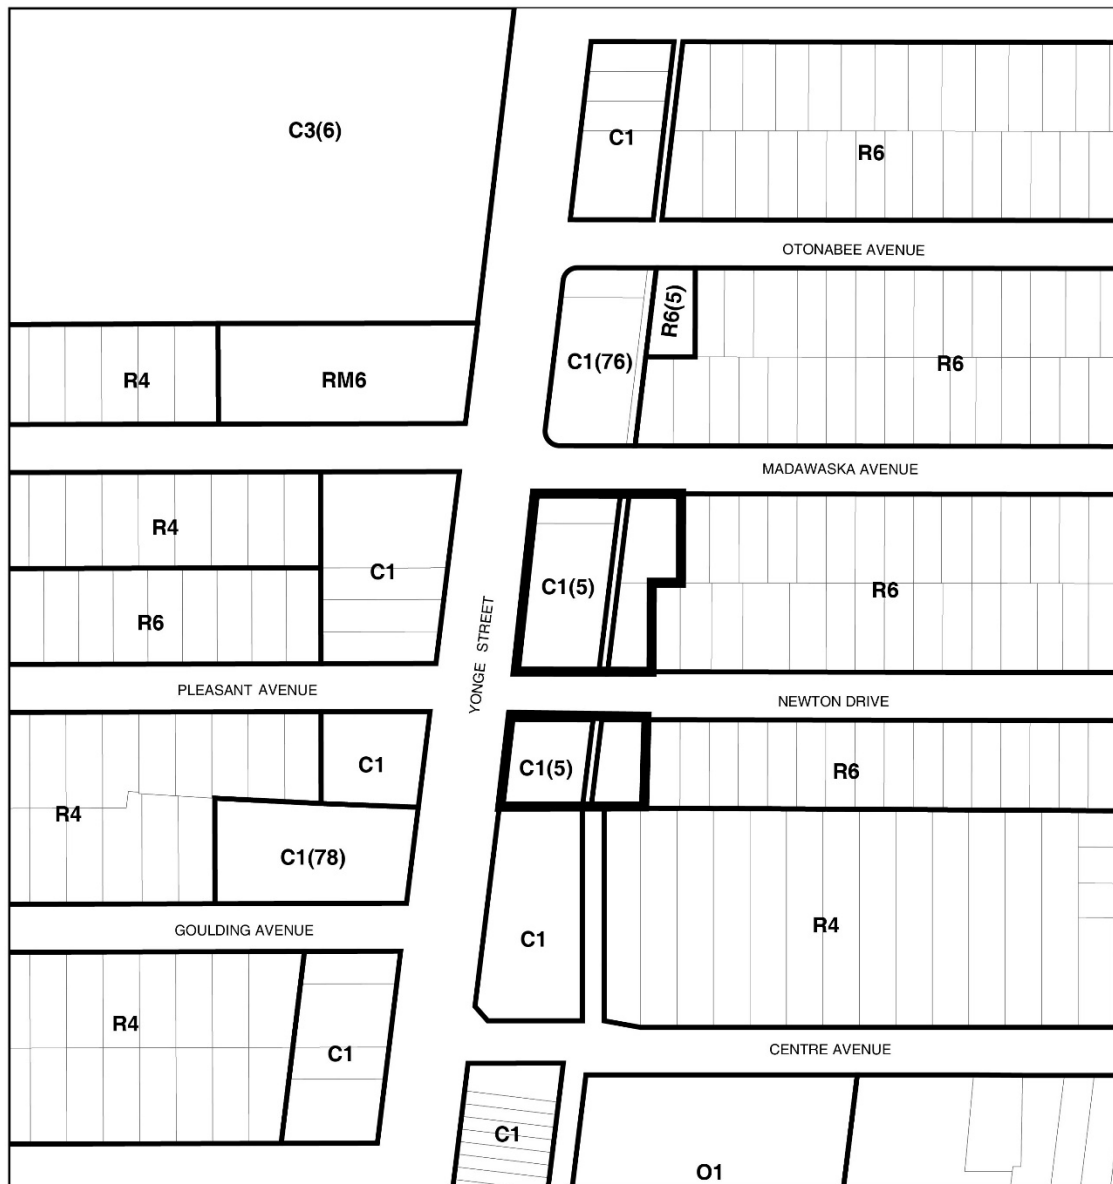 C3(6)
C1
R6
OTONABEE AVENUE
R6(5)
C1(76)
R6
R4
RM6
MADAWASKA AVENUE
R4
C1
C1(5)
R6
R6
YONGE STREET
PLEASANT AVENUE
NEWTON DRIVE
C1
C1(5)
R6
R4
C1(78)
GOULDING AVENUE
C1
R4
R4
C1
CENTRE AVENUE
C1
O1